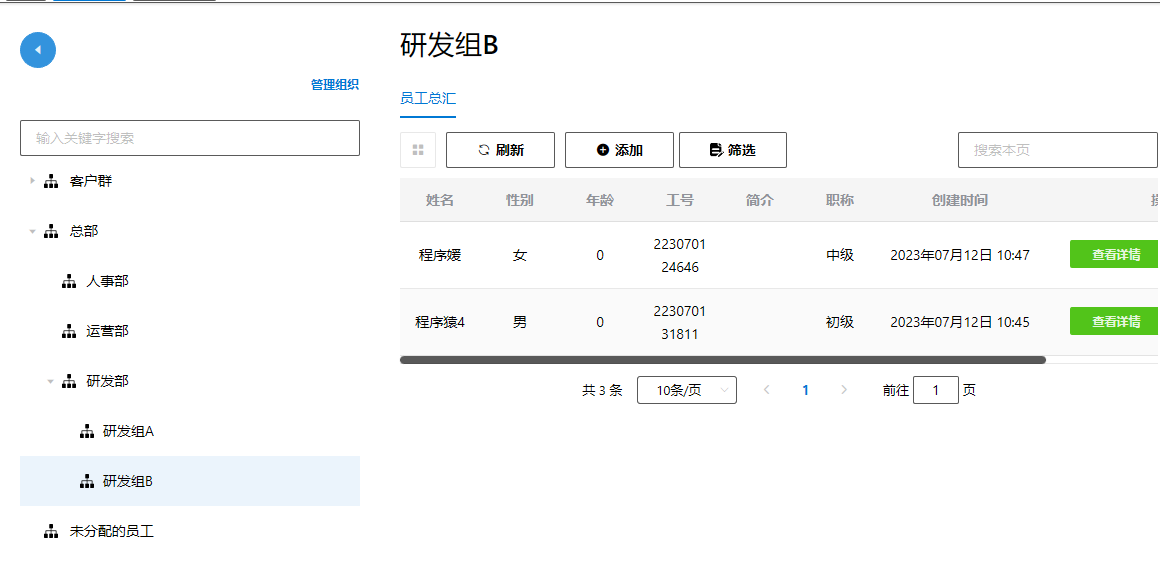 管理组织
输入关键字搜索
客户群
总部
人事部
运营部
研发部
研发组A
研发组B
未分配的员工
研发组B
员工总汇
刷新 添加 筛选 搜索本页
姓名 性别 年龄 工号 简介 职称 创建时间
程序媛 女 0 2230701 中级 2023年07月12日 10:47 查看详情
24646
程序猿4 男 0 2230701 初级 2023年07月12日 10:45 查看详情
31811
共 3 条 10条/页 1 前往 1 页